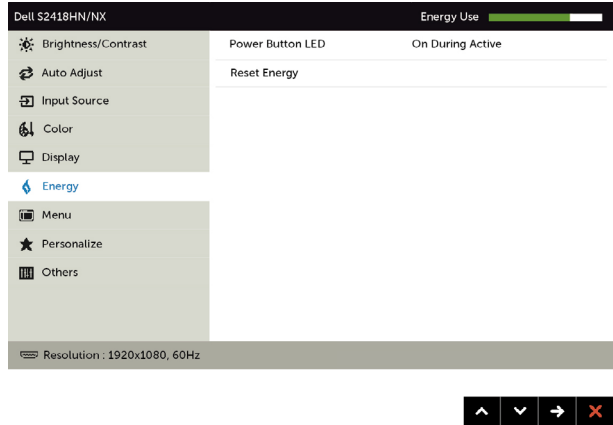 Dell S2418HN/NX
Energy Use
Brightness/Contrast
Power Button LED
On During Active
Auto Adjust
Reset Energy
Input Source
Color
Display
Energy
Menu
Personalize
Others
Resolution : 1920x1080, 60Hz